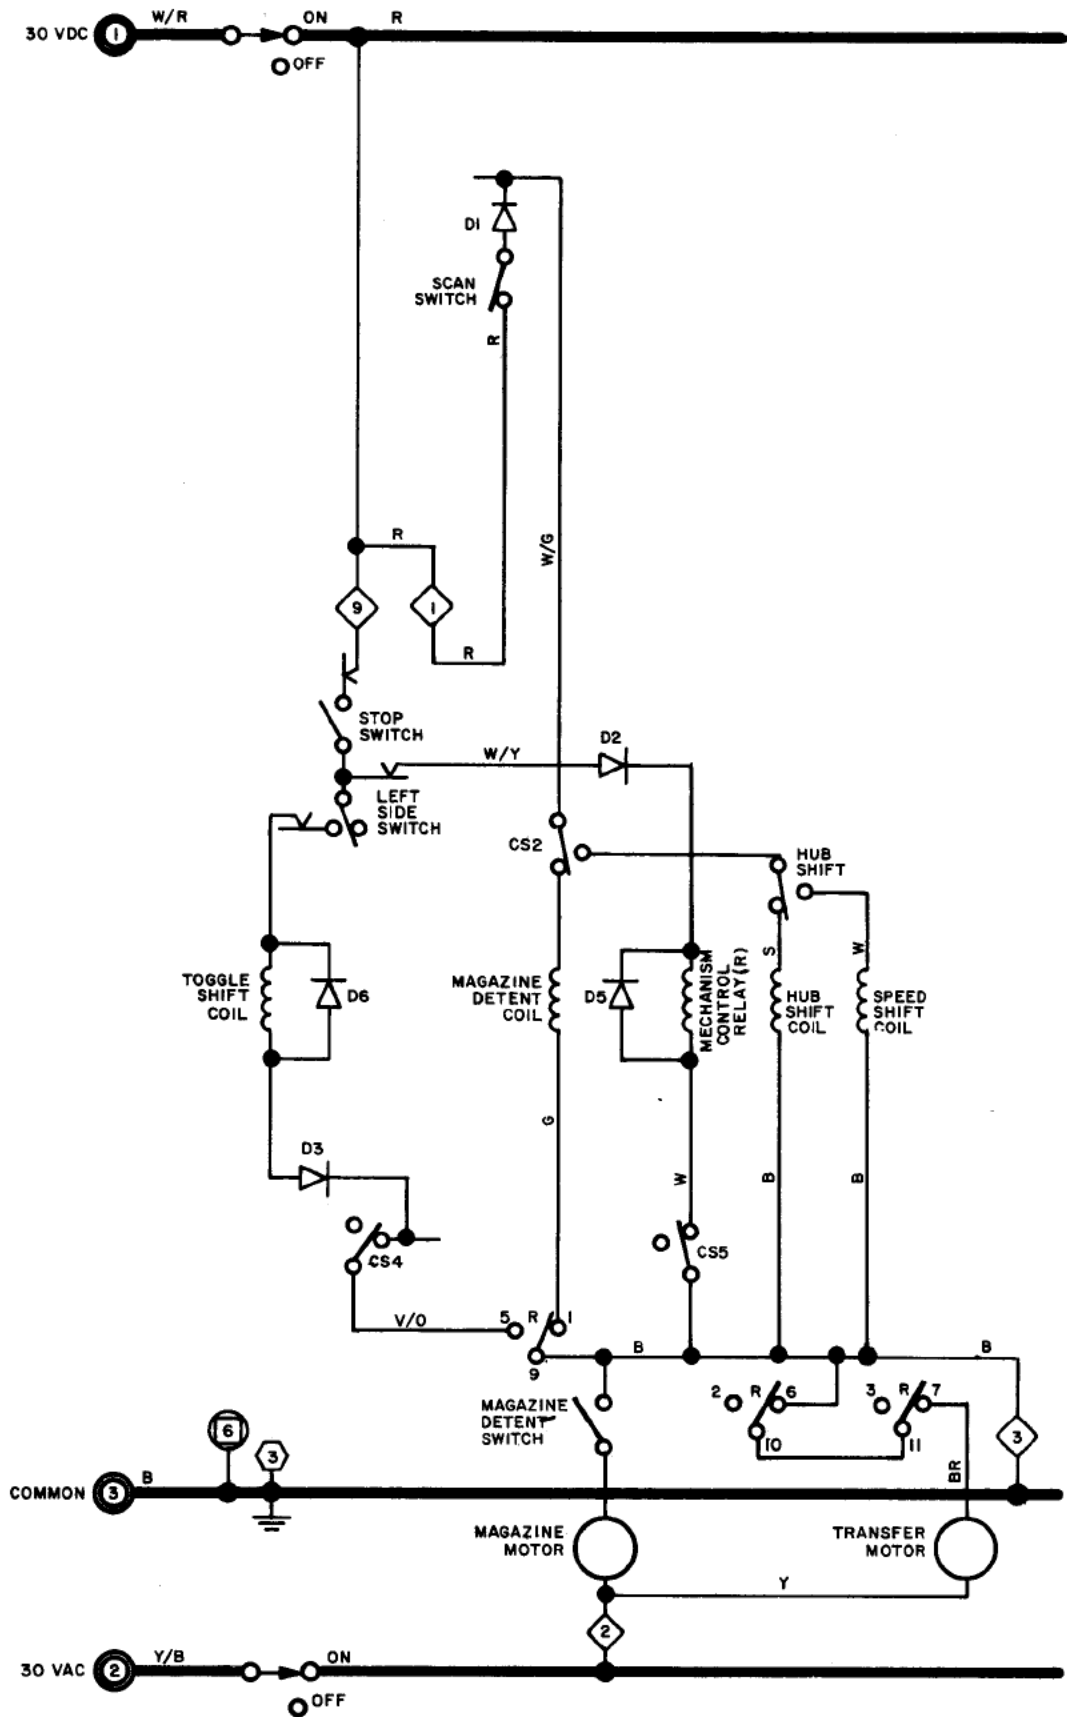 W/R
ON
R
30 VDC
1
OFF
D1
SCAN
SWITCH
R
R
W/G
9
1
R
STOP
SWITCH
W/Y
D2
LEFT
SIDE
SWITCH
CS2
HUB
SHIFT
S
W
TOGGLE
SHIFT
COIL
D6
MAGAZINE
DETENT
COIL
D5
MECHANISM
CONTROL
RELAY(R)
HUB
SHIFT
COIL
SPEED
SHIFT
COIL
G
D3
W
B
B
CS4
CS5
V/O
5
R
1
9
B
B
MAGAZINE
DETENT
SWITCH
2
R
6
3
R
7
10
11
6
3
3
BR
COMMON
3
B
MAGAZINE
MOTOR
TRANSFER
MOTOR
Y
2
30 VAC
2
Y/B
ON
OFF